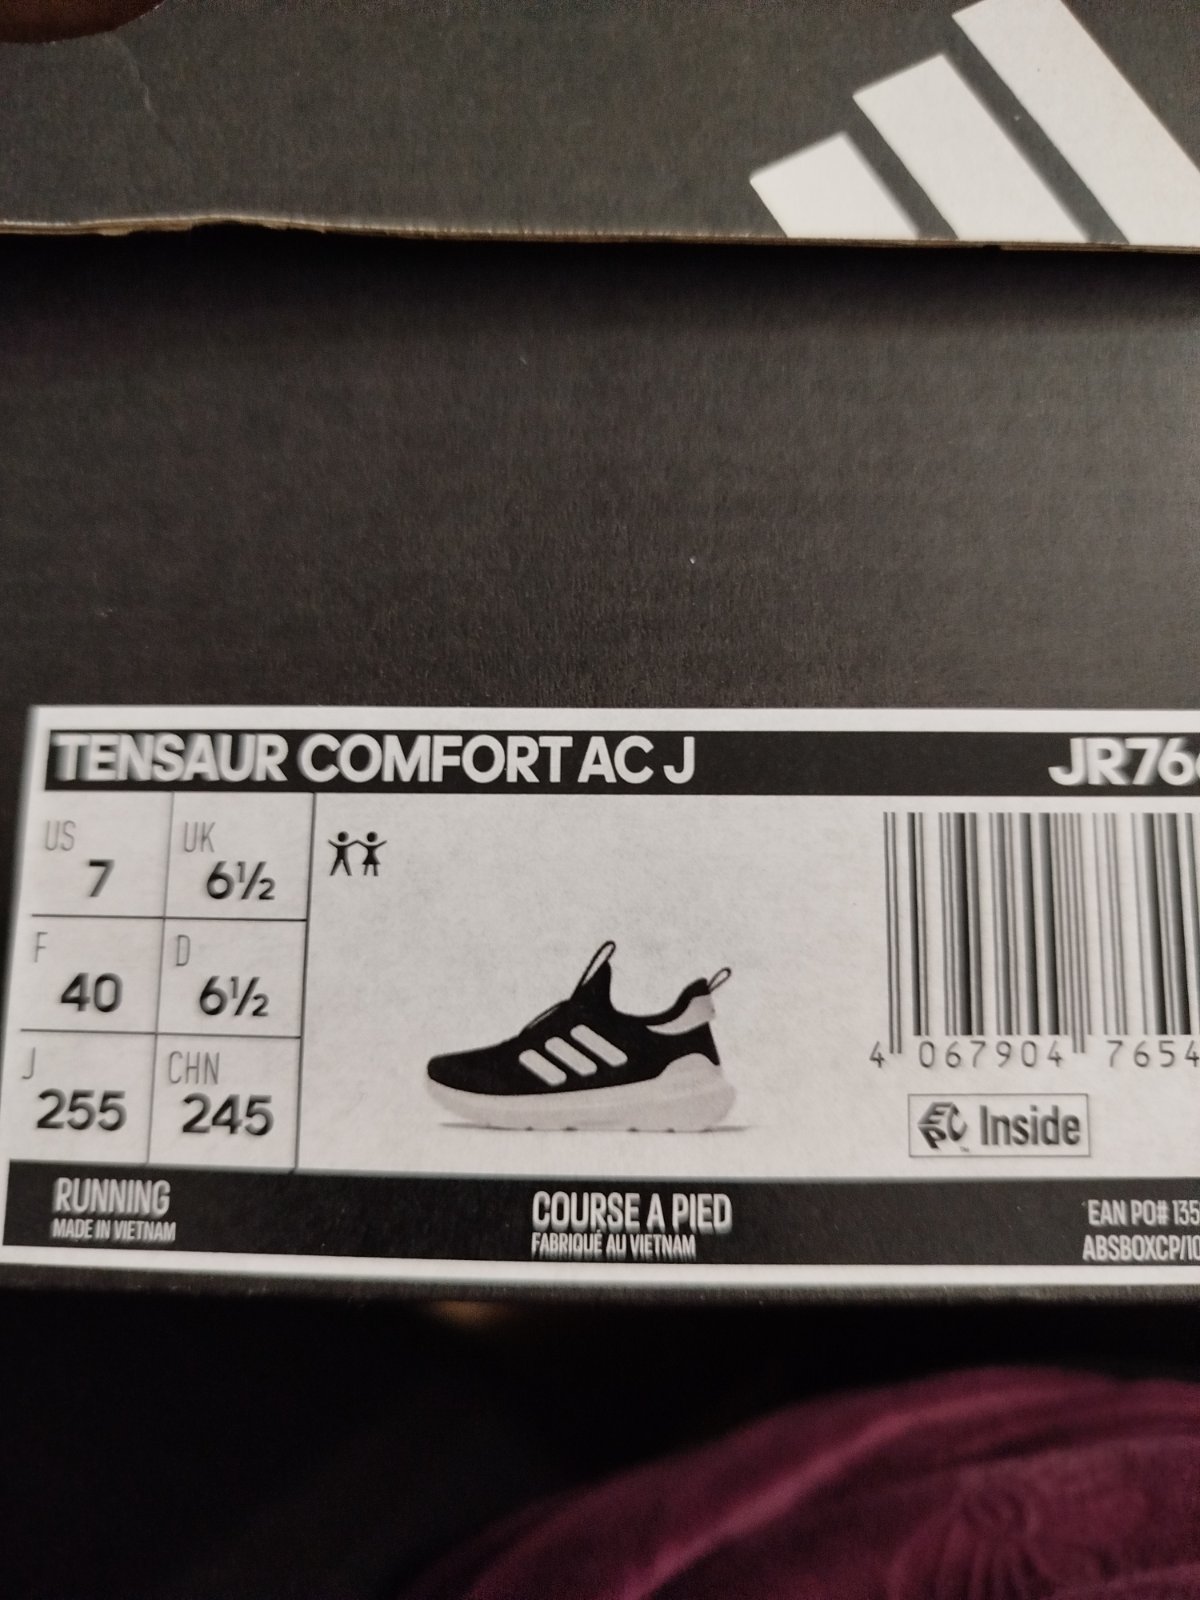 TENSAUR COMFORT AC J
US
7
UK
6½
F
40
D
6½
J
255
CHN
245
4 067904 7654
EPC Inside
RUNNING
MADE IN VIETNAM
COURSE A PIED
FABRIQUÉ AU VIETNAM
EAN PO# 135
ABSBOXCP/10